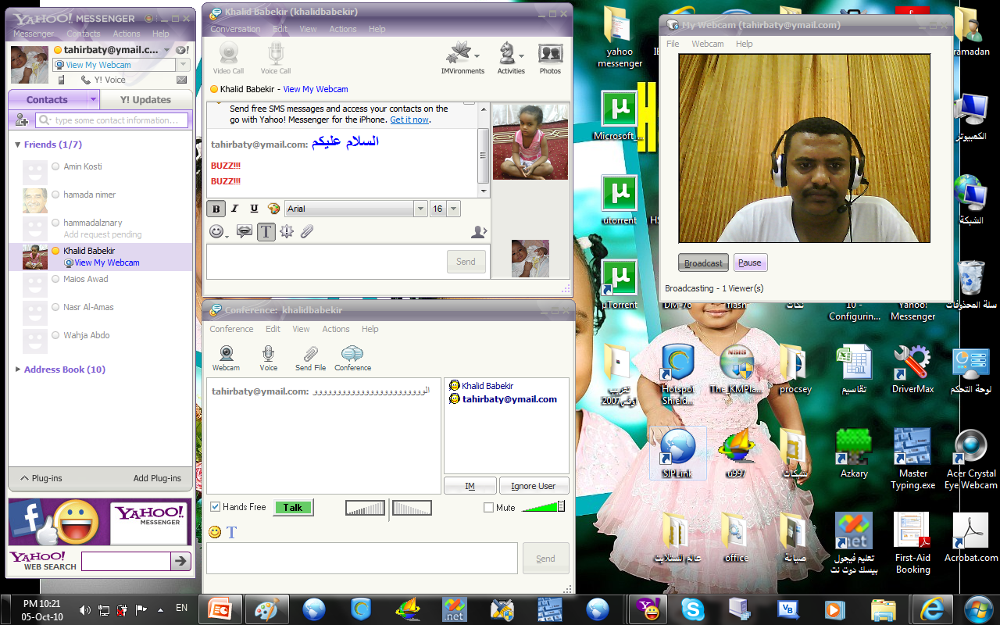 YAHOO! MESSENGER
Messenger Contacts Actions Help
tahirbaty@ymail.c...
View My Webcam
Y! Voice
Contacts
Y! Updates
type some contact information...
Friends (1/7)
Amin Kosti
hamada nimer
hammadalznary
Add request pending
Khalid Babekir
View My Webcam
Maios Awad
Nasr Al-Amas
Wahja Abdo
Address Book (10)
Plug-ins
Add Plug-ins
YAHOO!
MESSENGER
YAHOO!
WEB SEARCH
Khalid Babekir (khalidbabekir)
Conversation Edit View Actions Help
Video Call
Voice Call
IMVironments
Activities
Photos
Khalid Babekir - View My Webcam
Send free SMS messages and access your contacts on the
go with Yahoo! Messenger for the iPhone. Get it now.
tahirbaty@ymail.com: السلام عليكم
BUZZ!!!
BUZZ!!!
B I U Arial 16
Send
Conference: khalidbabekir
Conference Edit View Actions Help
Webcam
Voice
Send File
Conference
tahirbaty@ymail.com:
Khalid Babekir
tahirbaty@ymail.com
IM
Ignore User
Hands Free
Talk
Mute
Send
My Webcam (tahirbaty@ymail.com)
File Webcam Help
Broadcast
Pause
Broadcasting - 1 Viewer(s)
yahoo
messenger
ramadan
Microsoft_...
الكمبيوتر
utorrent
الشبكة
µTorrent
DM-76
flash
نكات
10 -
Configurin...
Yahoo!
Messenger
سلة المحذوفات
تقريب
وفلس2007
Hotspot
Shield...
The KMPla...
procsey
تقاسيم
DriverMax
لوحة التحكم
SIPLink
u997
شبكات
Azkary
Master
Typing.exe
Acer Crystal
Eye Webcam
عالم الستلايت
office
صيانة
تعليم فيجول
بيسك دوت نت
First-Aid
Booking
Acrobat.com
PM 10:21
05-Oct-10
EN